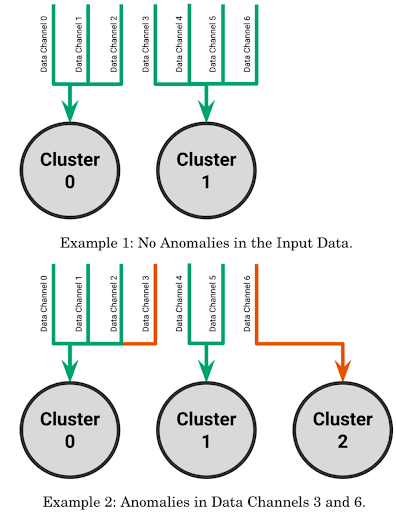 Data Channel 0
Data Channel 1
Data Channel 2
Data Channel 3
Data Channel 4
Data Channel 5
Data Channel 6
Cluster
0
Cluster
1
Example 1: No Anomalies in the Input Data.
Data Channel 0
Data Channel 1
Data Channel 2
Data Channel 3
Data Channel 4
Data Channel 5
Data Channel 6
Cluster
0
Cluster
1
Cluster
2
Example 2: Anomalies in Data Channels 3 and 6.